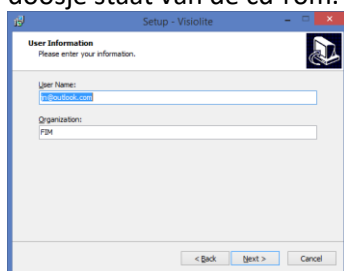 doosje staat van de cd-rom.
Setup - Visiolite
User Information
Please enter your information.
User Name:
n@outlook.com
Organization:
FIM
< Back
Next >
Cancel